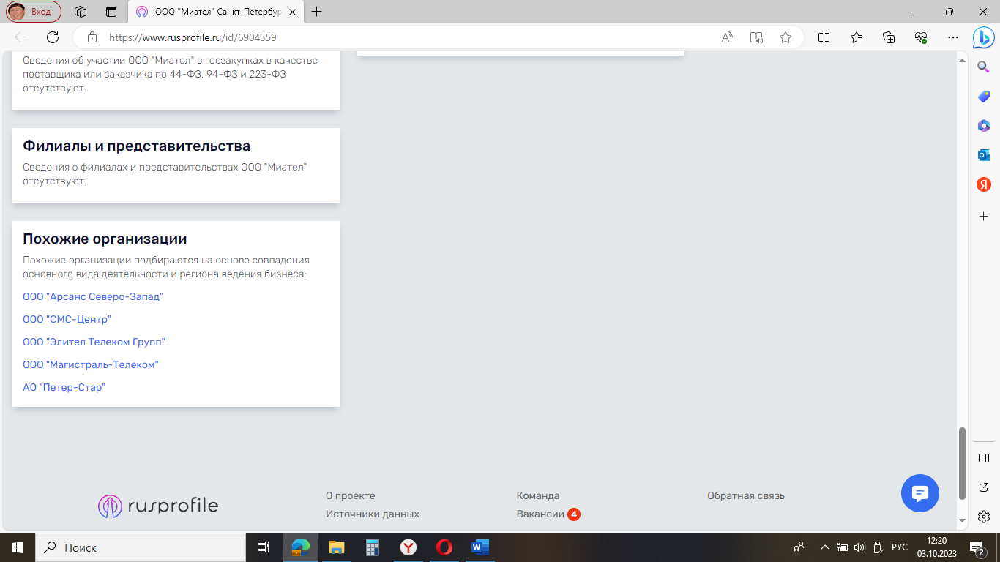 Вход
ООО "Миател" Санкт-Петербур
https://www.rusprofile.ru/id/6904359
Сведения об участии ООО "Миател" в госзакупках в качестве
поставщика или заказчика по 44-ФЗ, 94-ФЗ и 223-ФЗ
отсутствуют.
Филиалы и представительства
Сведения о филиалах и представительствах ООО "Миател"
отсутствуют.
Похожие организации
Похожие организации подбираются на основе совпадения
основного вида деятельности и региона ведения бизнеса:
ООО "Арсанс Северо-Запад"
ООО "СМС-Центр"
ООО "Элител Телеком Групп"
ООО "Магистраль-Телеком"
АО "Петер-Стар"
rusprofile
О проекте
Источники данных
Команда
Вакансии 4
Обратная связь
Поиск
РУС
12:20
03.10.2023
2